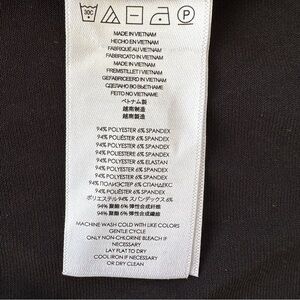 30C
P
MADE IN VIETNAM
HECHO EN VIETNAM
FABRIQUÉ AU VIETNAM
FABBRICATO IN VIETNAM
MADE IN VIETNAM
FREMSTILLET I VIETNAM
GEFABRICEERD IN VIETNAM
СДЕЛАНО ВО ВЬЕТНАМЕ
FEITO NO VIETNAME
ベトナム製
越南製造
越南制造
94% POLYESTER 6% SPANDEX
94% POLIÉSTER 6% SPANDEX
94% POLYESTER 6% SPANDEX
94% POLIESTERE 6% SPANDEX
94% POLYESTER 6% ELASTAN
94% POLYESTER 6% SPANDEX
94% POLYESTER 6% SPANDEX
94% ПОЛИЭСТЕР 6% СПАНДЕКС
94% POLIÉSTER 6% SPANDEX
ポリエステル 94% スパンデックス 6%
94% 聚酯 6% 彈性合成纖維
94% 聚酯 6% 弹性合成纤维
MACHINE WASH COLD WITH LIKE COLORS
GENTLE CYCLE
ONLY NON-CHLORINE BLEACH IF
NECESSARY
LAY FLAT TO DRY
COOL IRON IF NECESSARY
OR DRY CLEAN